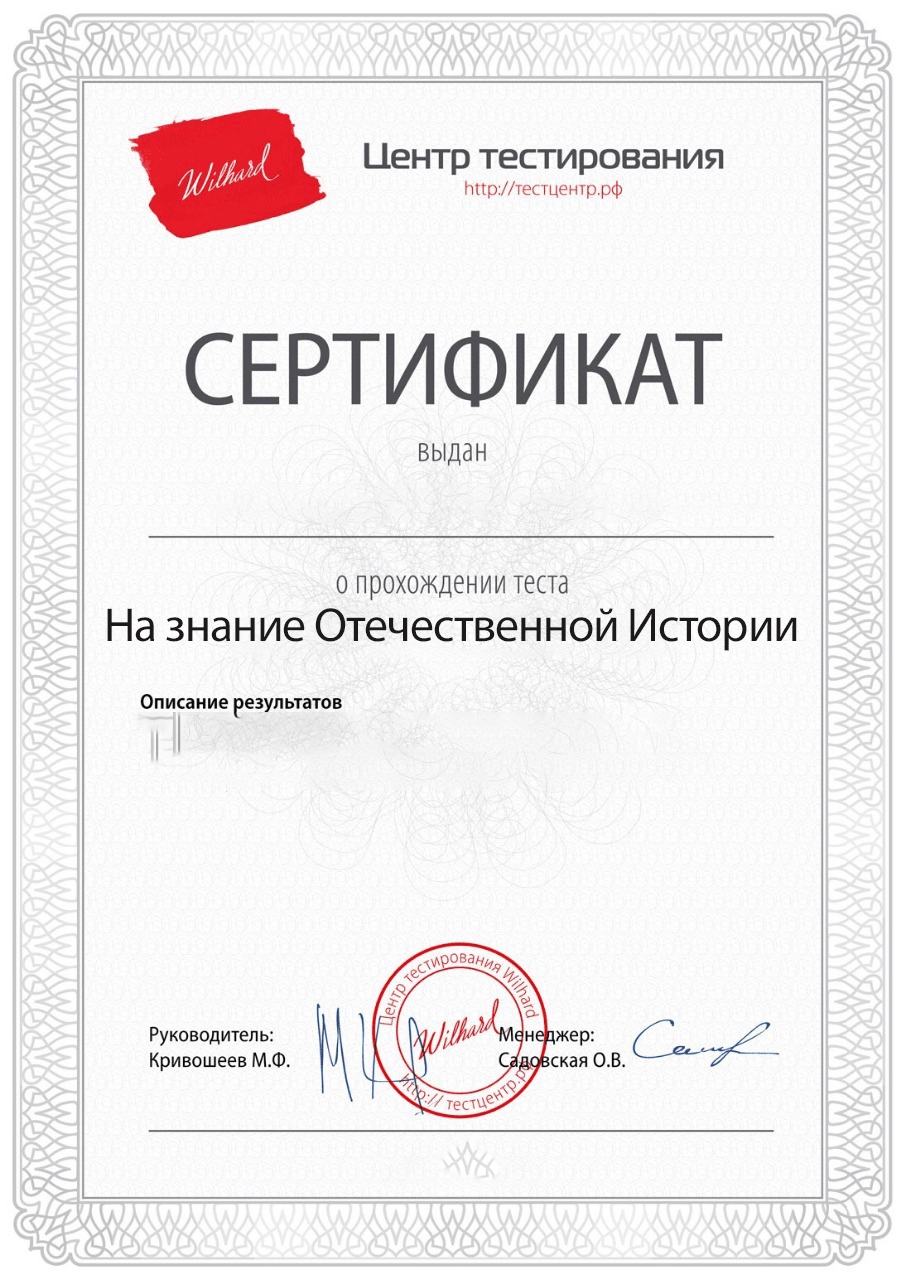 Wilhard
Центр тестирования
http://тестцентр.рф
СЕРТИФИКАТ
выдан
о прохождении теста
На знание Отечественной Истории
Описание результатов
Центр тестирования Wilhard
Wilhard
http:// тестцентр.рф
Руководитель:
Кривошеев М.Ф.
Менеджер:
Садовская О.В.